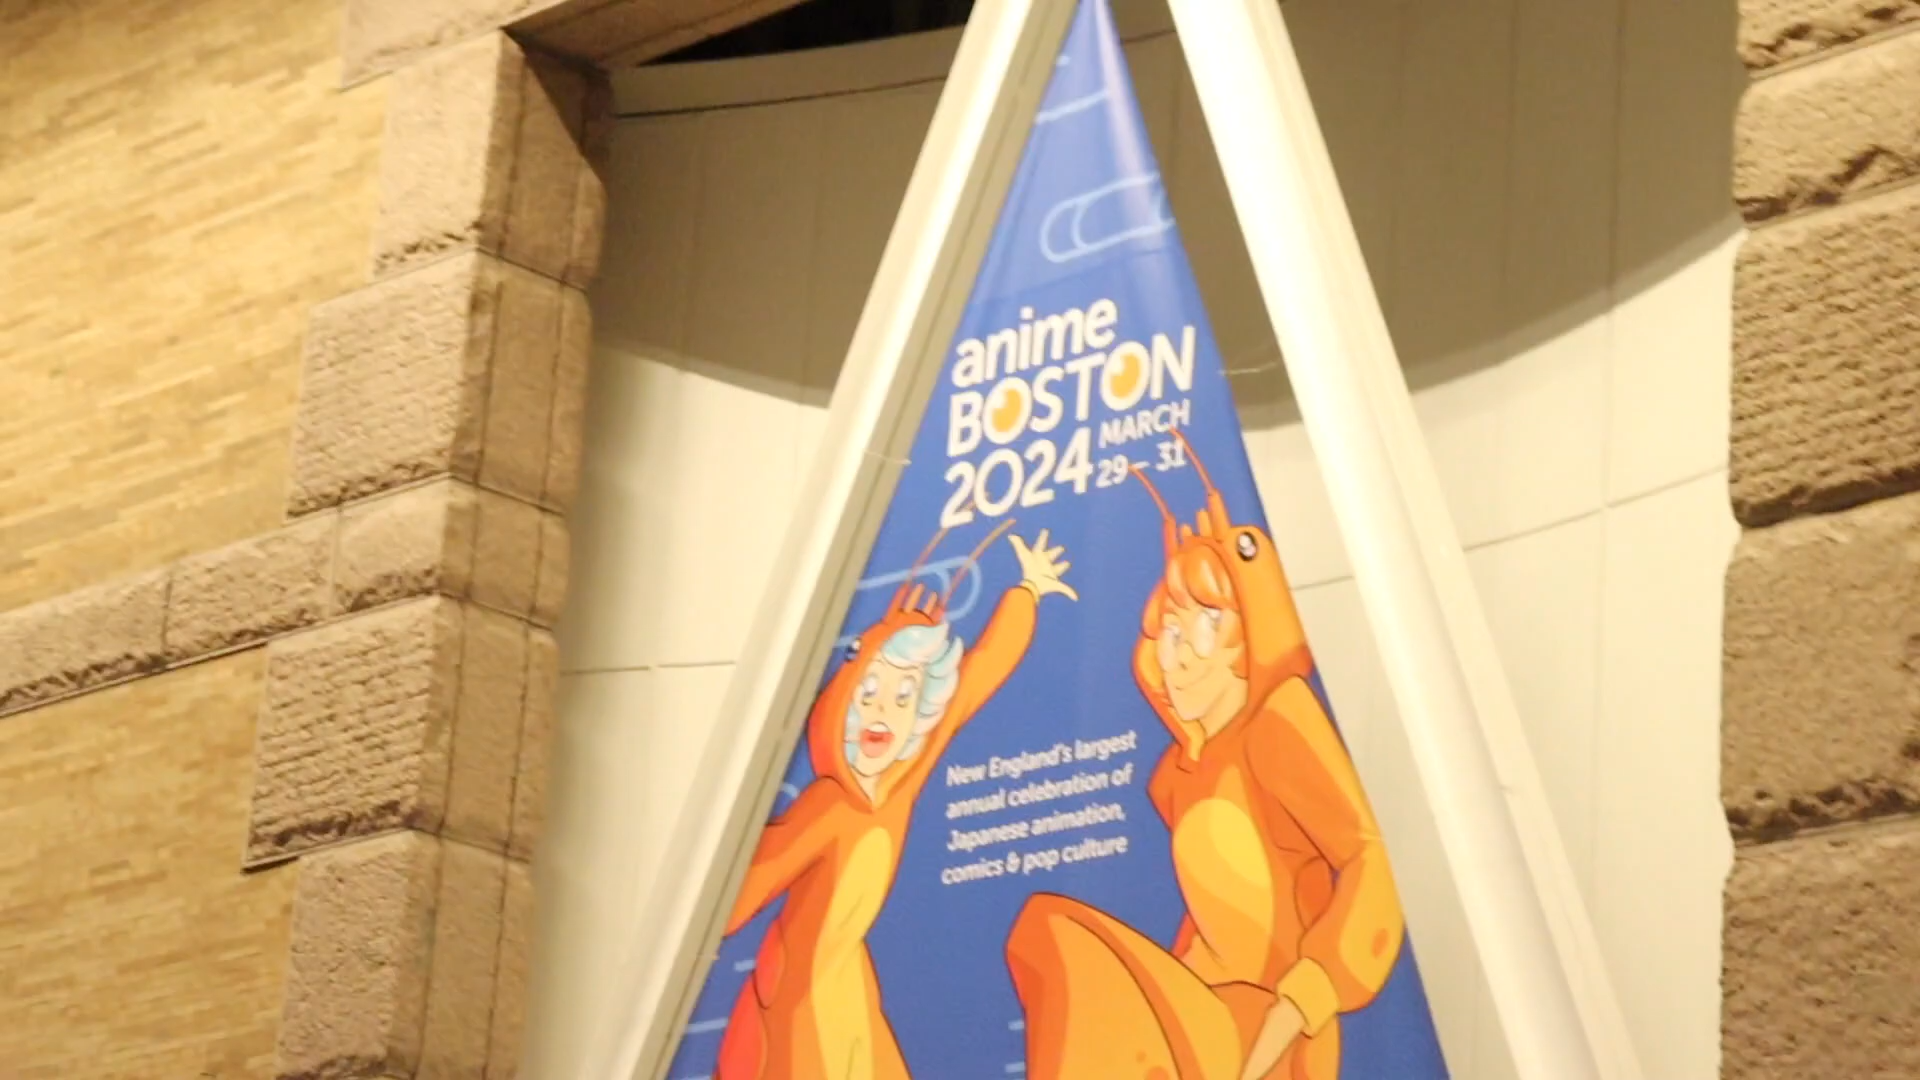 anime
BOSTON
2024 MARCH
29 – 31
New England's largest
annual celebration of
Japanese animation,
comics & pop culture